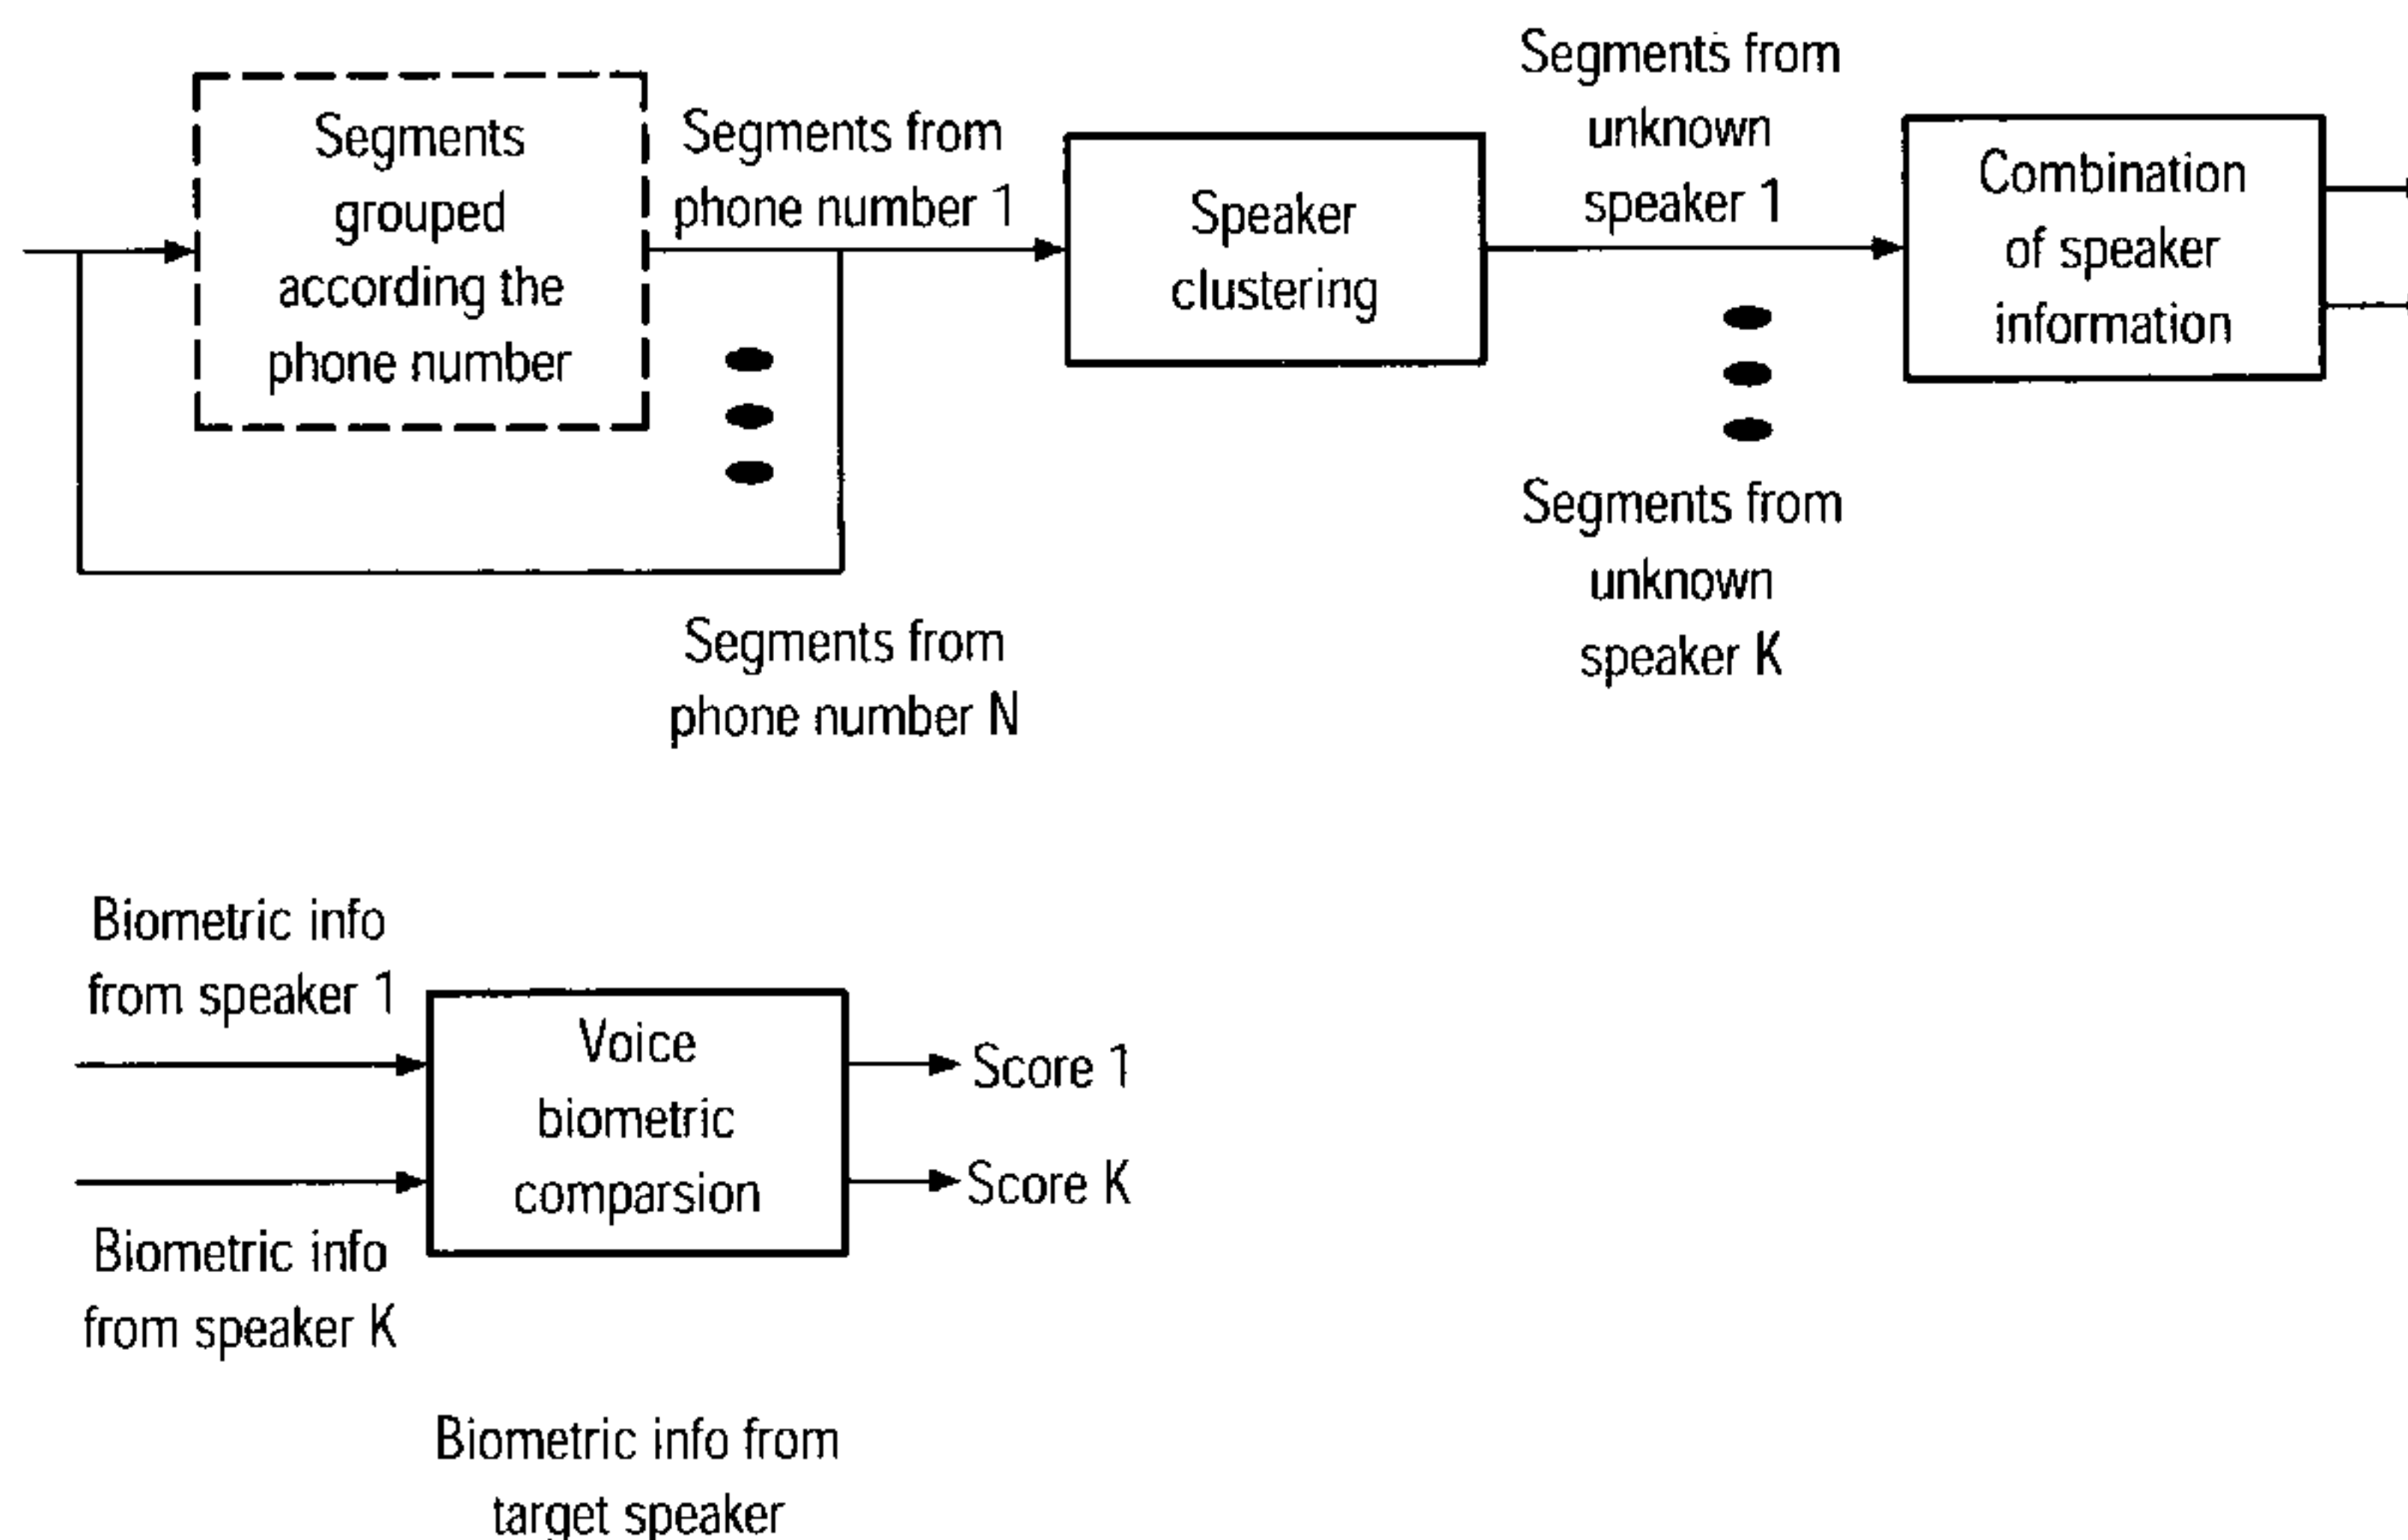 Segments
grouped
according the
phone number
Segments from
phone number 1
Segments from
phone number N
Speaker
clustering
Segments from
unknown
speaker 1
Segments from
unknown
speaker K
Combination
of speaker
information
Biometric info
from speaker 1
Biometric info
from speaker K
Voice
biometric
comparsion
Score 1
Score K
Biometric info from
target speaker